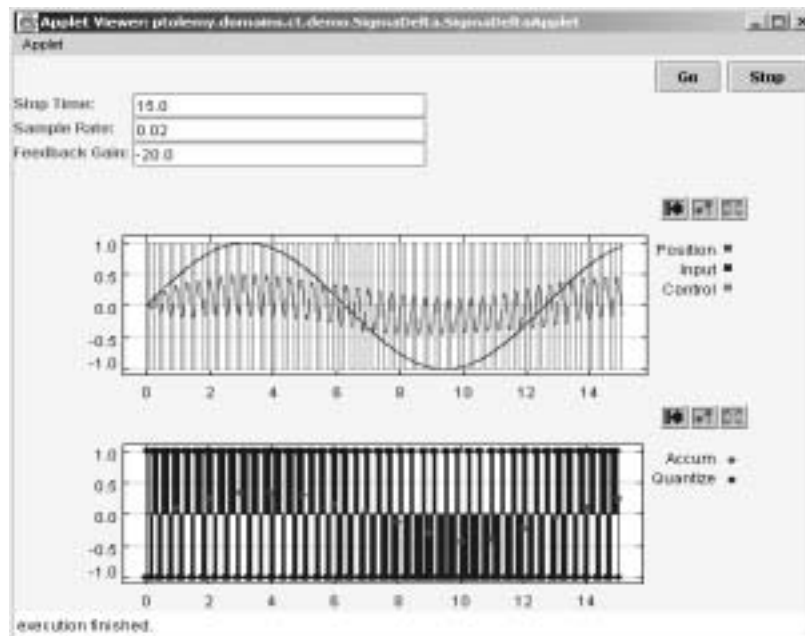 Applet Viewer: ptolemy.domains.ct.demo.SigmaDelta.SigmaDeltaApplet
Applet
Go Stop
Stop Time: 15.0
Sample Rate: 0.02
Feedback Gain: -20.0
1.0
0.5
0.0
-0.5
-1.0
0 2 4 6 8 10 12 14
Position
Input
Control
1.0
0.5
0.0
-0.5
-1.0
0 2 4 6 8 10 12 14
Accum
Quantize
execution finished.